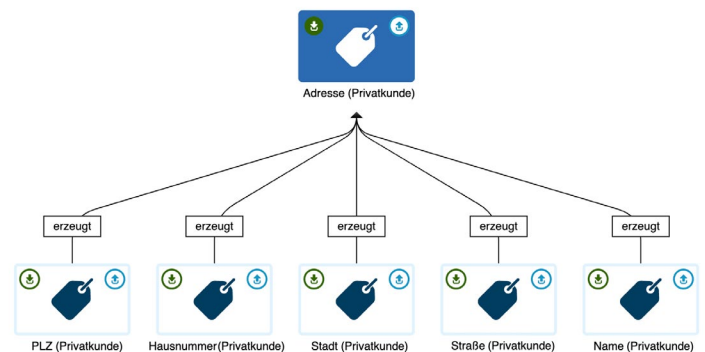 Adresse (Privatkunde)
erzeugt erzeugt erzeugt erzeugt erzeugt
PLZ (Privatkunde) Hausnummer(Privatkunde) Stadt (Privatkunde) Straße (Privatkunde) Name (Privatkunde)